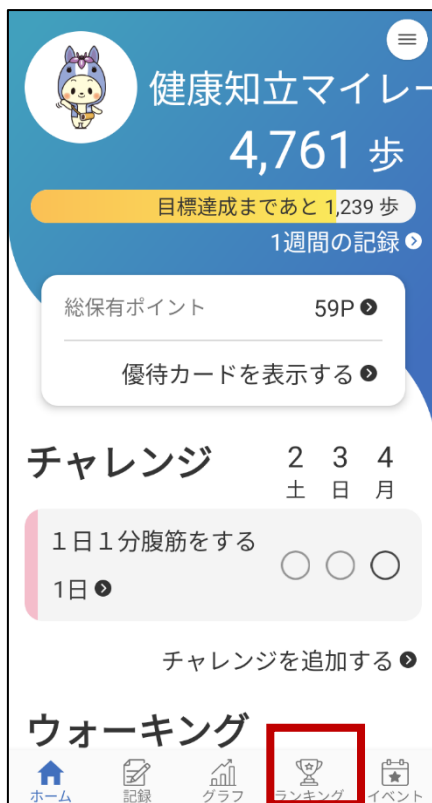 健康知立マイレー
4,761 歩
目標達成まであと 1,239 歩
1週間の記録
総保有ポイント 59P
優待カードを表示する
チャレンジ 2 3 4
土 日 月
１日１分腹筋をする
1日
チャレンジを追加する
ウォーキング
ホーム 記録 グラフ ランキング イベント